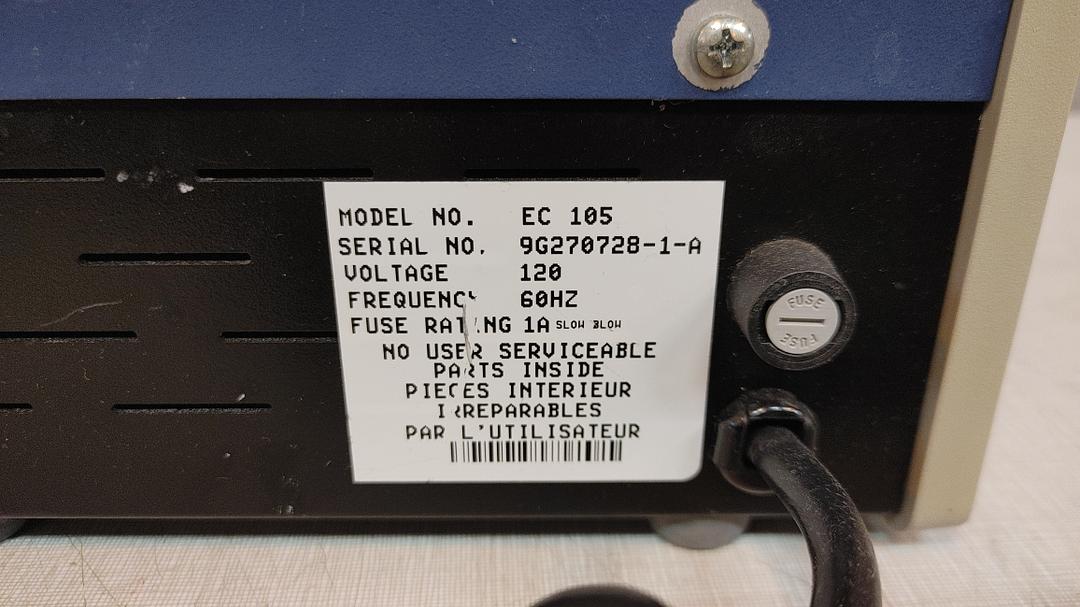 MODEL NO. EC 105
SERIAL NO. 9G270728-1-A
VOLTAGE 120
FREQUENCY 60HZ
FUSE RATING 1A SLOW BLOW
NO USER SERVICEABLE
PARTS INSIDE
PIECES INTERIEUR
IRREPARABLES
PAR L'UTILISATEUR
FUSE
FUSE